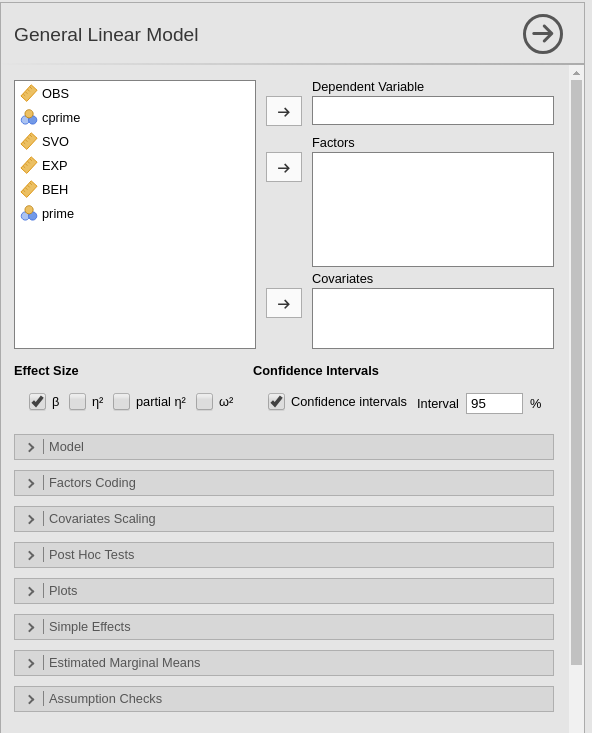 General Linear Model
OBS
cprime
SVO
EXP
BEH
prime
Dependent Variable
Factors
Covariates
Effect Size
Confidence Intervals
β η² partial η² ω²
Confidence intervals Interval 95 %
Model
Factors Coding
Covariates Scaling
Post Hoc Tests
Plots
Simple Effects
Estimated Marginal Means
Assumption Checks